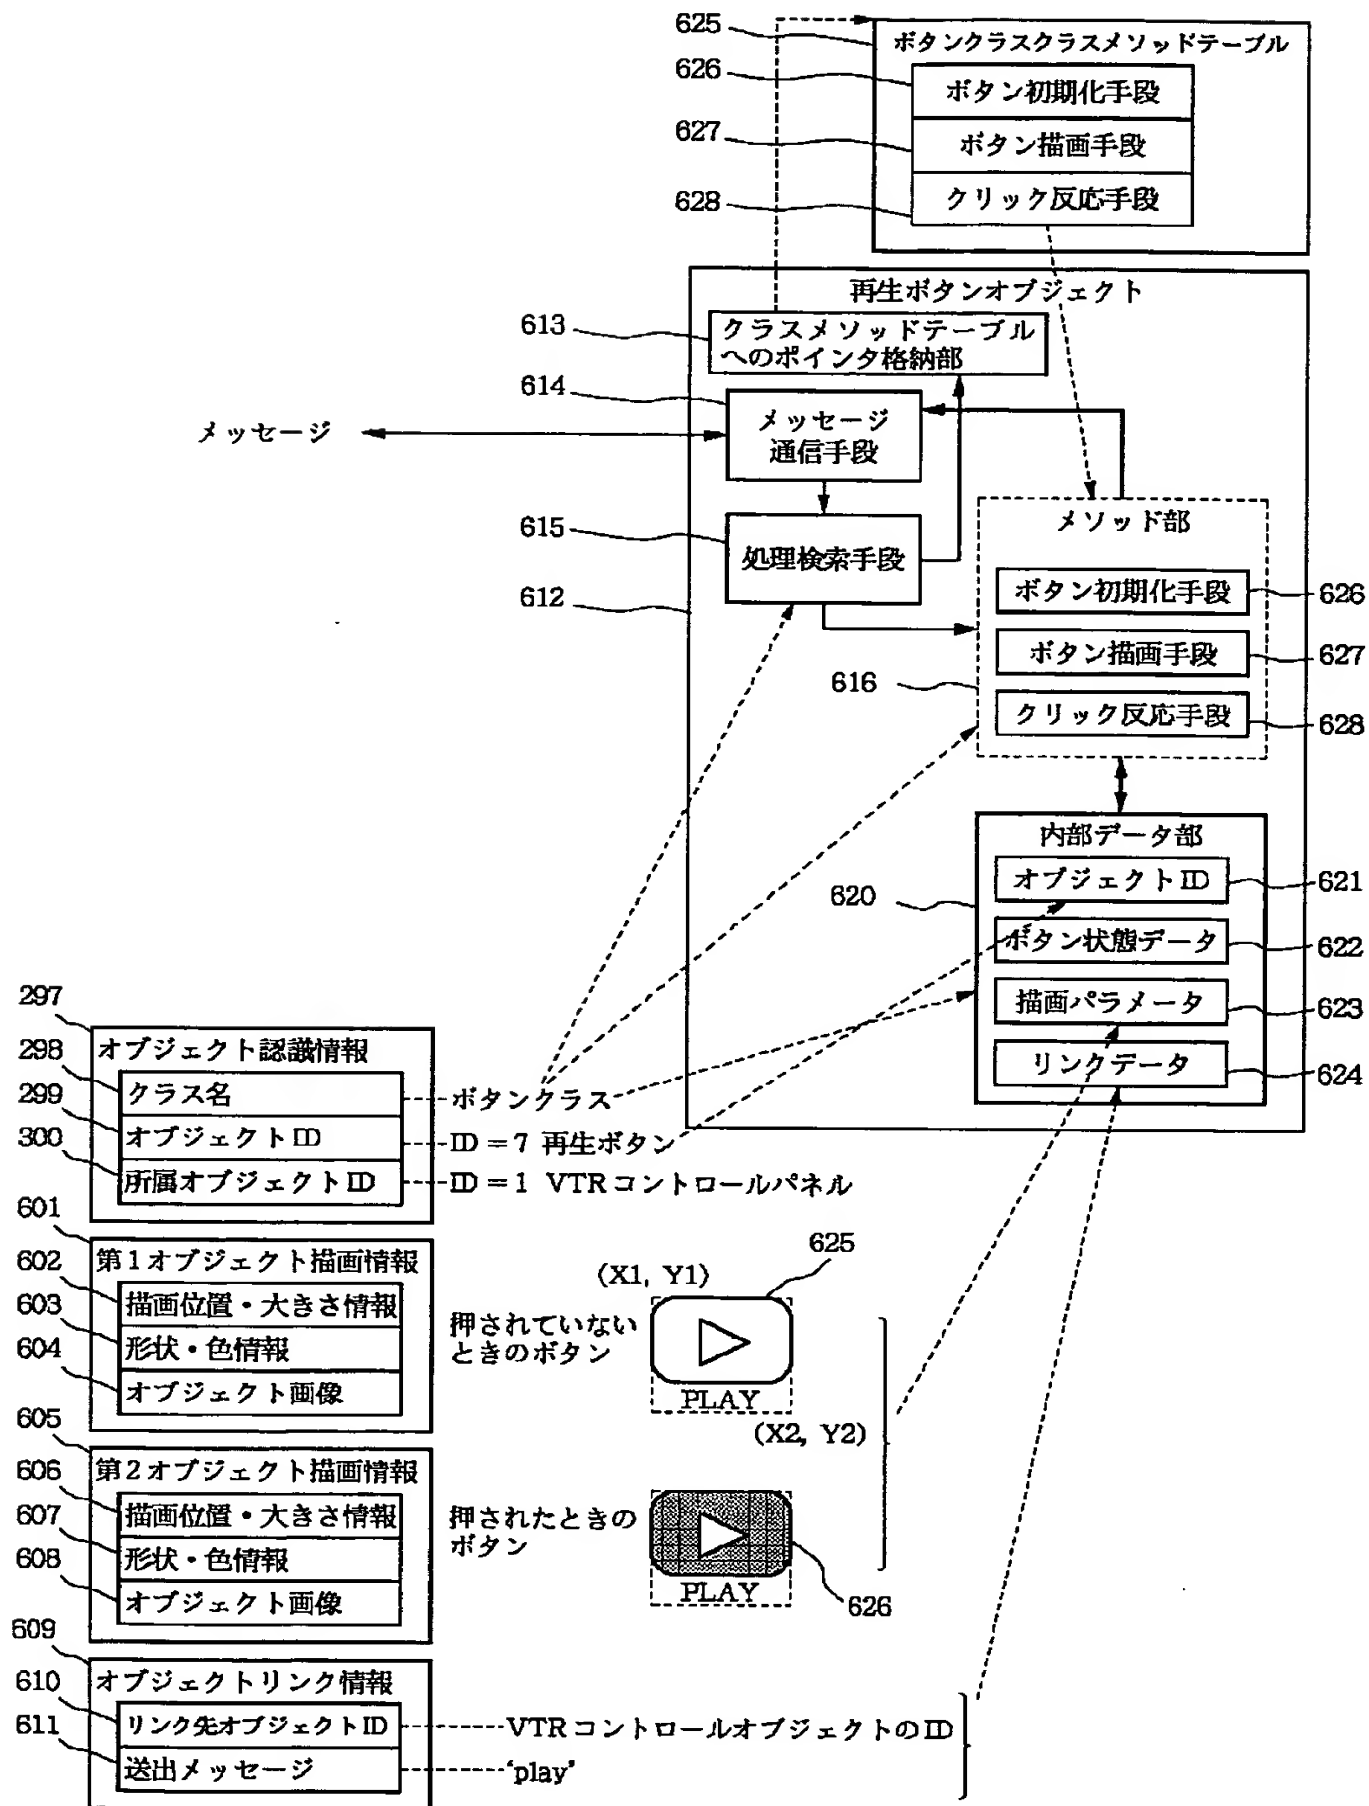 625
ボタンクラスクラスメソッドテーブル
626
ボタン初期化手段
627
ボタン描画手段
628
クリック反応手段
再生ボタンオブジェクト
613
クラスメソッドテーブル
へのポインタ格納部
614
メッセージ
メッセージ
通信手段
615
処理検索手段
612
メソッド部
ボタン初期化手段
626
ボタン描画手段
627
616
クリック反応手段
628
内部データ部
620
オブジェクトID
621
ボタン状態データ
622
描画パラメータ
623
リンクデータ
624
297
オブジェクト認識情報
298
クラス名
ボタンクラス
299
オブジェクトID
ID=7 再生ボタン
300
所属オブジェクトID
ID=1 VTRコントロールパネル
601
第1オブジェクト描画情報
602
描画位置・大きさ情報
603
形状・色情報
604
オブジェクト画像
押されていない
ときのボタン
(X1, Y1)
625
PLAY
(X2, Y2)
605
第2オブジェクト描画情報
606
描画位置・大きさ情報
607
形状・色情報
608
オブジェクト画像
押されたときの
ボタン
PLAY
626
609
オブジェクトリンク情報
610
リンク先オブジェクトID
VTRコントロールオブジェクトのID
611
送出メッセージ
‘play’